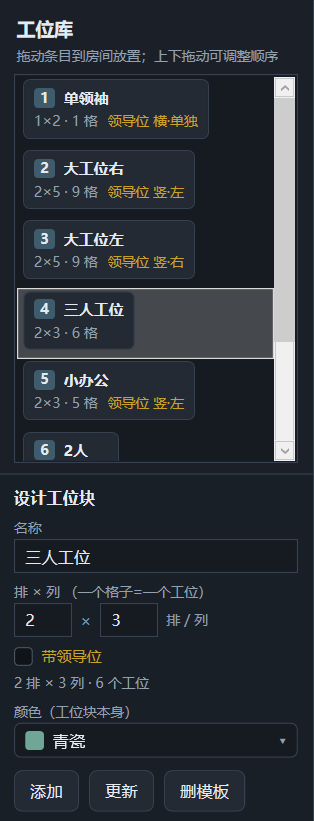 工位库
拖动条目到房间放置；上下拖动可调整顺序
1 单领袖
1×2 · 1 格 领导位 横·单独
2 大工位右
2×5 · 9 格 领导位 竖·左
3 大工位左
2×5 · 9 格 领导位 竖·右
4 三人工位
2×3 · 6 格
5 小办公
2×3 · 5 格 领导位 竖·左
6 2人
设计工位块
名称
三人工位
排 × 列 （一个格子=一个工位）
2 × 3 排 / 列
带领导位
2 排 × 3 列 · 6 个工位
颜色（工位块本身）
青瓷
添加 更新 删模板